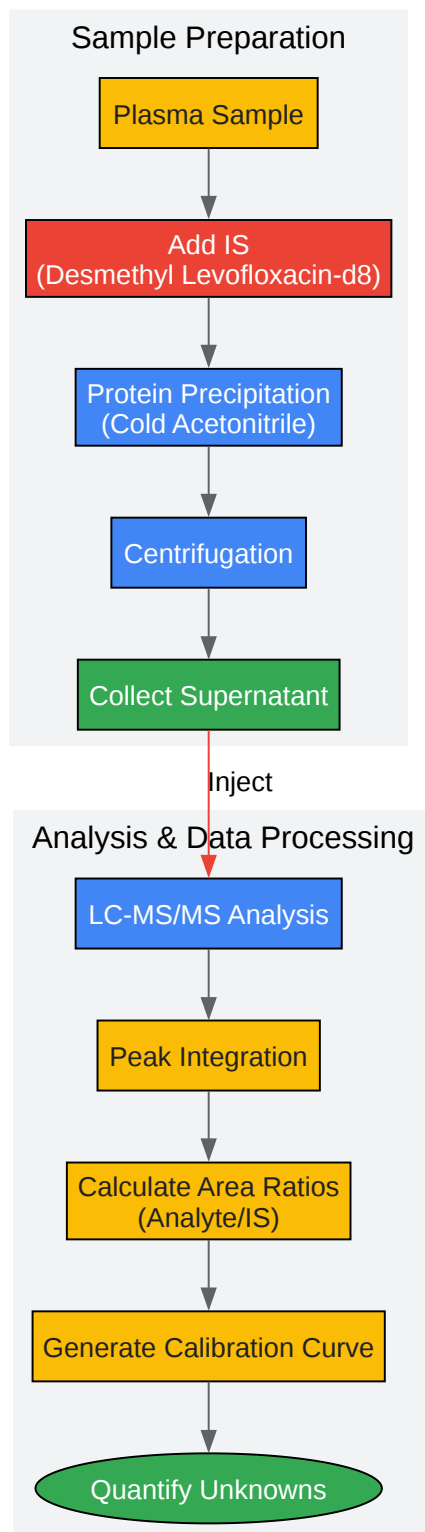 Sample Preparation
Plasma Sample
Add IS
(Desmethyl Levofloxacin-d8)
Protein Precipitation
(Cold Acetonitrile)
Centrifugation
Collect Supernatant
Inject
Analysis & Data Processing
LC-MS/MS Analysis
Peak Integration
Calculate Area Ratios
(Analyte/IS)
Generate Calibration Curve
Quantify Unknowns